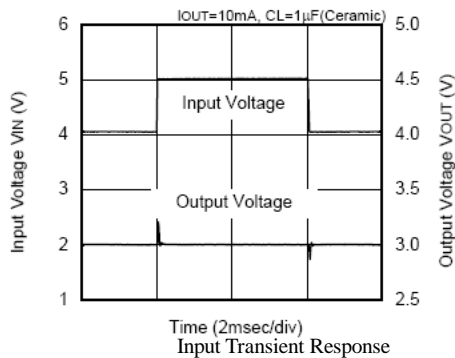 IOUT=10mA, CL=1μF(Ceramic)
6
5
4
3
2
1
Input Voltage VIN (V)
5.0
4.5
4.0
3.5
3.0
2.5
Output Voltage VOUT (V)
Input Voltage
Output Voltage
Time (2msec/div)
Input Transient Response